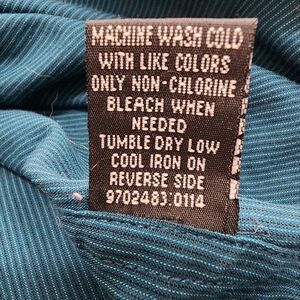 MACHINE WASH COLD
WITH LIKE COLORS
ONLY NON-CHLORINE
BLEACH WHEN
NEEDED
TUMBLE DRY LOW
COOL IRON ON
REVERSE SIDE
9702483.0114